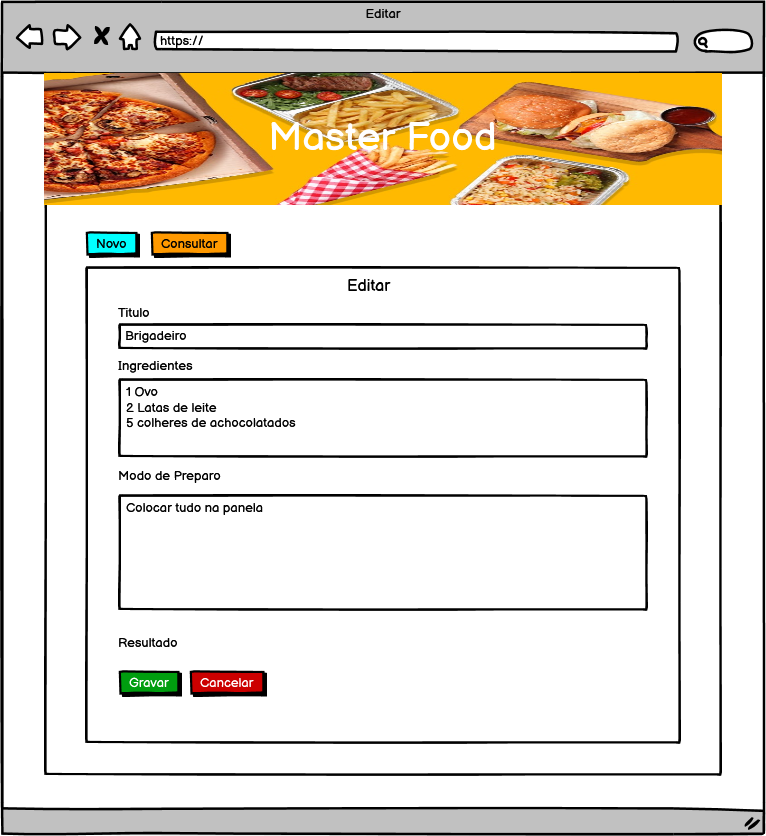 Editar
https://
Master Food
Novo
Consultar
Editar
Titulo
Brigadeiro
Ingredientes
1 Ovo
2 Latas de leite
5 colheres de achocolatados
Modo de Preparo
Colocar tudo na panela
Resultado
Gravar
Cancelar